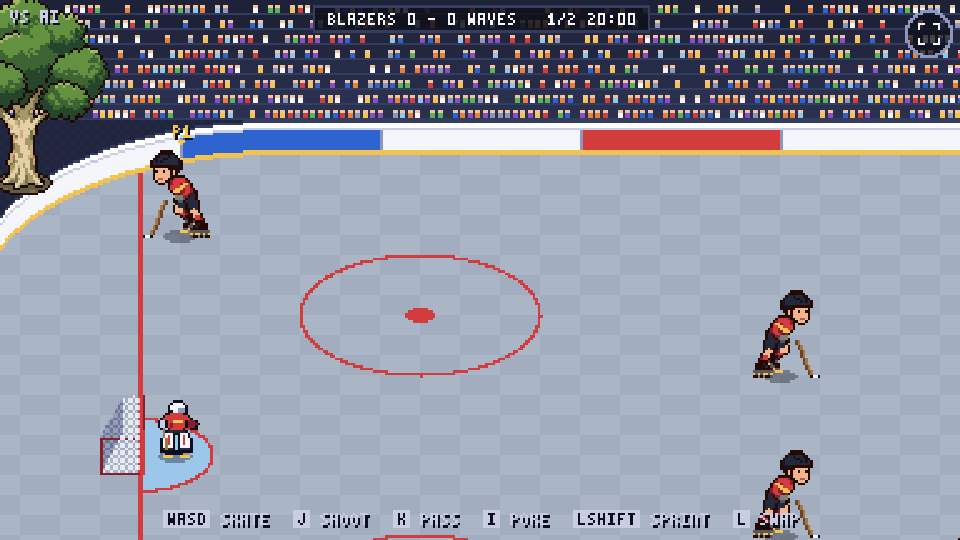 VS AI
BLAZERS 0 - 0 WAVES 1/2 20:00
P1
WASD SKATE J SHOOT K PASS I POKE LSHIFT SPRINT L SWAP